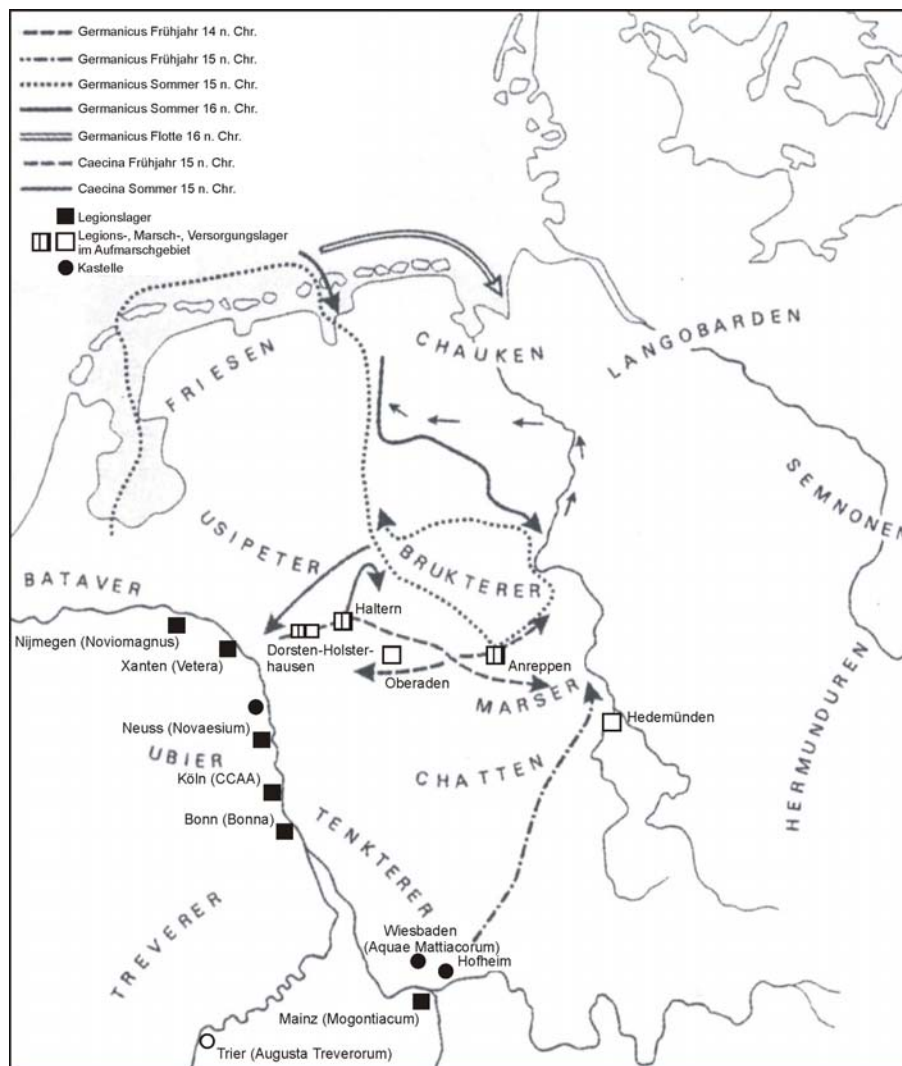 Germanicus Frühjahr 14 n. Chr.
Germanicus Frühjahr 15 n. Chr.
Germanicus Sommer 15 n. Chr.
Germanicus Sommer 16 n. Chr.
Germanicus Flotte 16 n. Chr.
Caecina Frühjahr 15 n. Chr.
Caecina Sommer 15 n. Chr.
Legionslager
Legions-, Marsch-, Versorgungslager
im Aufmarschgebiet
Kastelle
FRIESEN
CHAUKEN
LANGOBARDEN
SEMNONEN
USIPETER
BRUKTERER
BATAVER
Haltern
Nijmegen (Noviomagnus)
Xanten (Vetera)
Dorsten-Holster-
hausen
Oberaden
Anreppen
MARSER
HERMUNDUREN
Hedemünden
Neuss (Novaesium)
UBIER
CHATTEN
Köln (CCAA)
Bonn (Bonna)
TENKTERER
TREVERER
Wiesbaden
(Aquae Mattiacorum)
Hofheim
Mainz (Mogontiacum)
Trier (Augusta Treverorum)